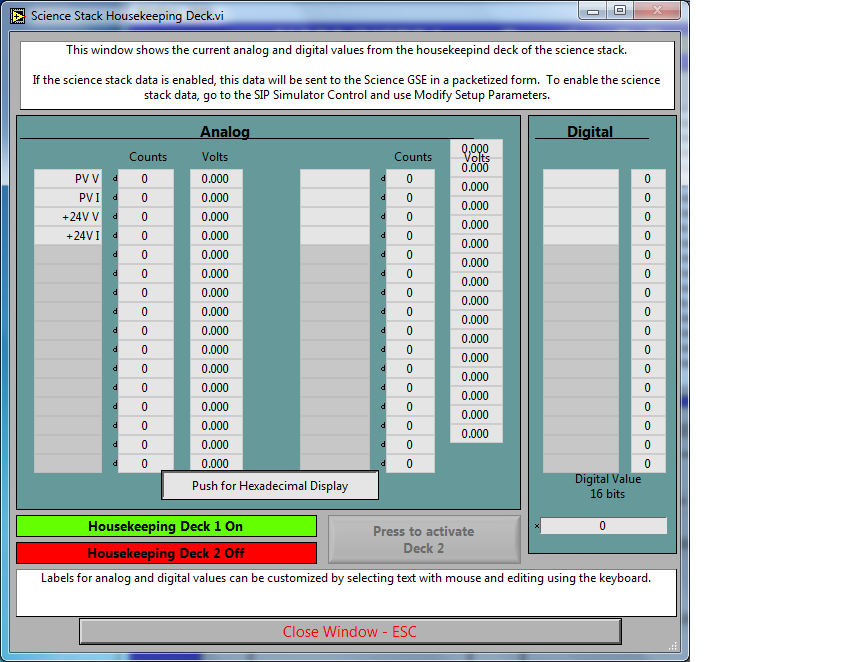 Science Stack Housekeeping Deck.vi
This window shows the current analog and digital values from the housekeepind deck of the science stack.
If the science stack data is enabled, this data will be sent to the Science GSE in a packetized form. To enable the science
stack data, go to the SIP Simulator Control and use Modify Setup Parameters.
Analog Digital
0.000
Counts Volts Counts Volts
0.000
PV V d 0 0.000 d 0 0.000 0
PV I d 0 0.000 d 0 0.000 0
+24V V d 0 0.000 d 0 0.000 0
+24V I d 0 0.000 d 0 0.000 0
d 0 0.000 d 0 0.000 0
d 0 0.000 d 0 0.000 0
d 0 0.000 d 0 0.000 0
d 0 0.000 d 0 0.000 0
d 0 0.000 d 0 0.000 0
d 0 0.000 d 0 0.000 0
d 0 0.000 d 0 0.000 0
d 0 0.000 d 0 0.000 0
d 0 0.000 d 0 0.000 0
d 0 0.000 d 0 0.000 0
d 0 0.000 d 0 0
d 0 0.000 d 0 0
Push for Hexadecimal Display
Digital Value
16 bits
x 0
Housekeeping Deck 1 On
Housekeeping Deck 2 Off
Press to activate
Deck 2
Labels for analog and digital values can be customized by selecting text with mouse and editing using the keyboard.
Close Window - ESC